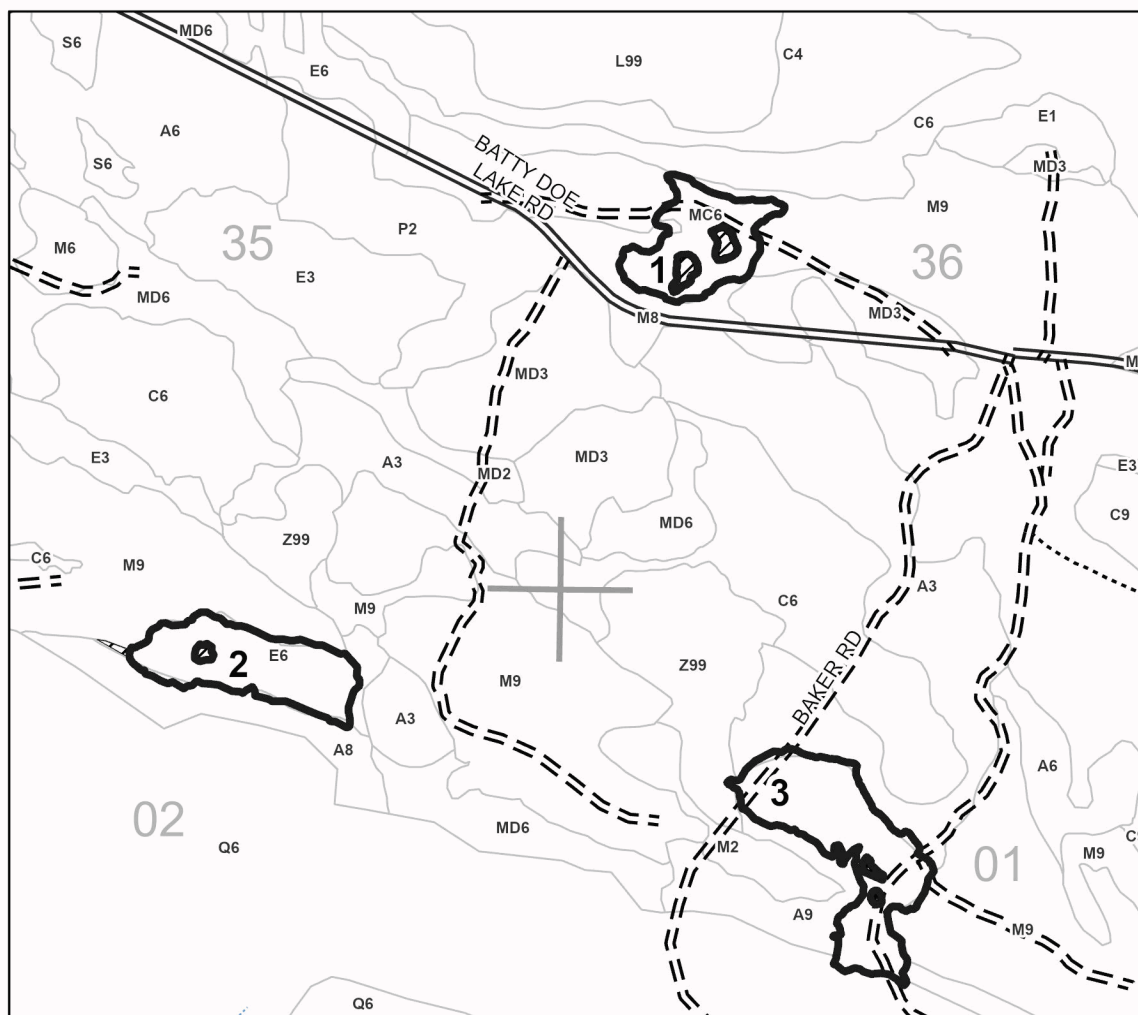 MD6
S6
E6
L99
C4
E1
C6
A6
BATTY DOE
LAKE RD
S6
MD3
M9
MC6
P2
35
M6
1
36
E3
MD6
MD3
M8
MD3
C6
MD3
E3
A3
MD2
E3
C9
MD6
Z99
C6
M9
A3
C6
M9
E6
2
Z99
M9
BAKER RD
A3
A8
A6
3
02
MD6
Q6
M2
01
M9
A9
M9
Q6